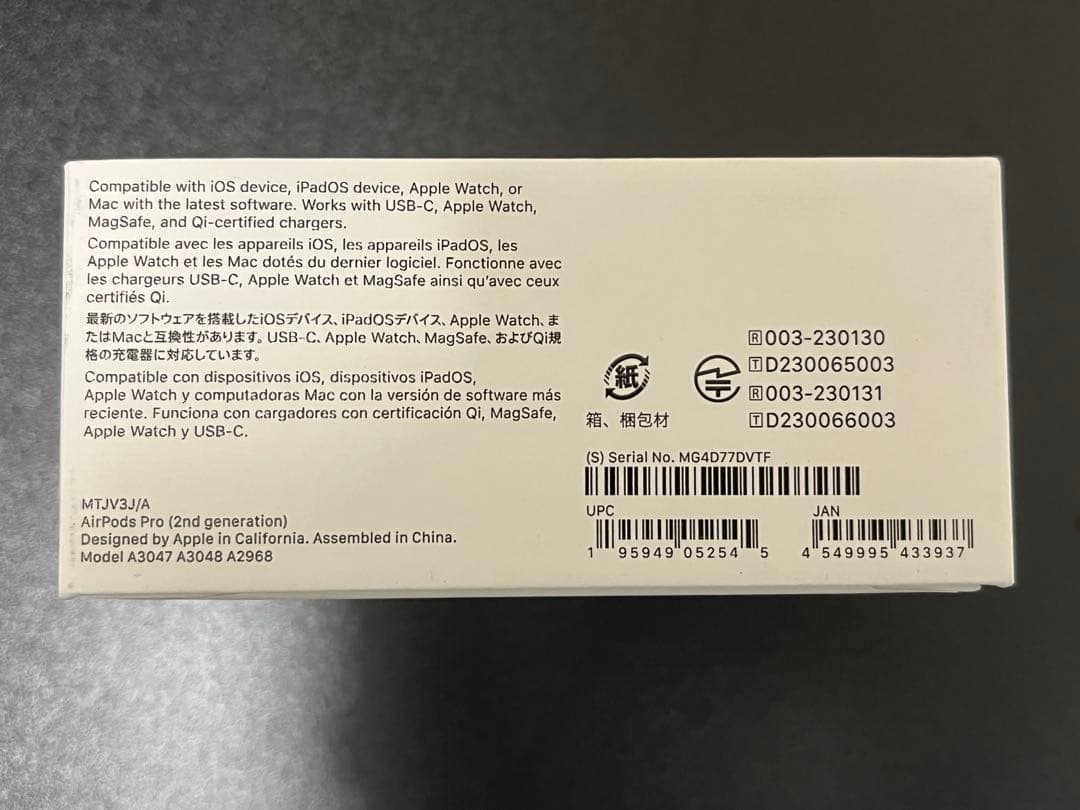 Compatible with iOS device, iPadOS device, Apple Watch, or
Mac with the latest software. Works with USB-C, Apple Watch,
MagSafe, and Qi-certified chargers.
Compatible avec les appareils iOS, les appareils iPadOS, les
Apple Watch et les Mac dotés du dernier logiciel. Fonctionne avec
les chargeurs USB-C, Apple Watch et MagSafe ainsi qu'avec ceux
certifiés Qi.
最新のソフトウェアを搭載したiOSデバイス、iPadOSデバイス、Apple Watch、ま
たはMacと互換性があります。USB-C、Apple Watch、MagSafe、およびQi規
格の充電器に対応しています。
Compatible con dispositivos iOS, dispositivos iPadOS,
Apple Watch y computadoras Mac con la versión de software más
reciente. Funciona con cargadores con certificación Qi, MagSafe,
Apple Watch y USB-C.
MTJV3J/A
AirPods Pro (2nd generation)
Designed by Apple in California. Assembled in China.
Model A3047 A3048 A2968
紙
箱、梱包材
R 003-230130
T D230065003
R 003-230131
T D230066003
(S) Serial No. MG4D77DVTF
UPC
1 95949 05254 5
JAN
4 549995 433937